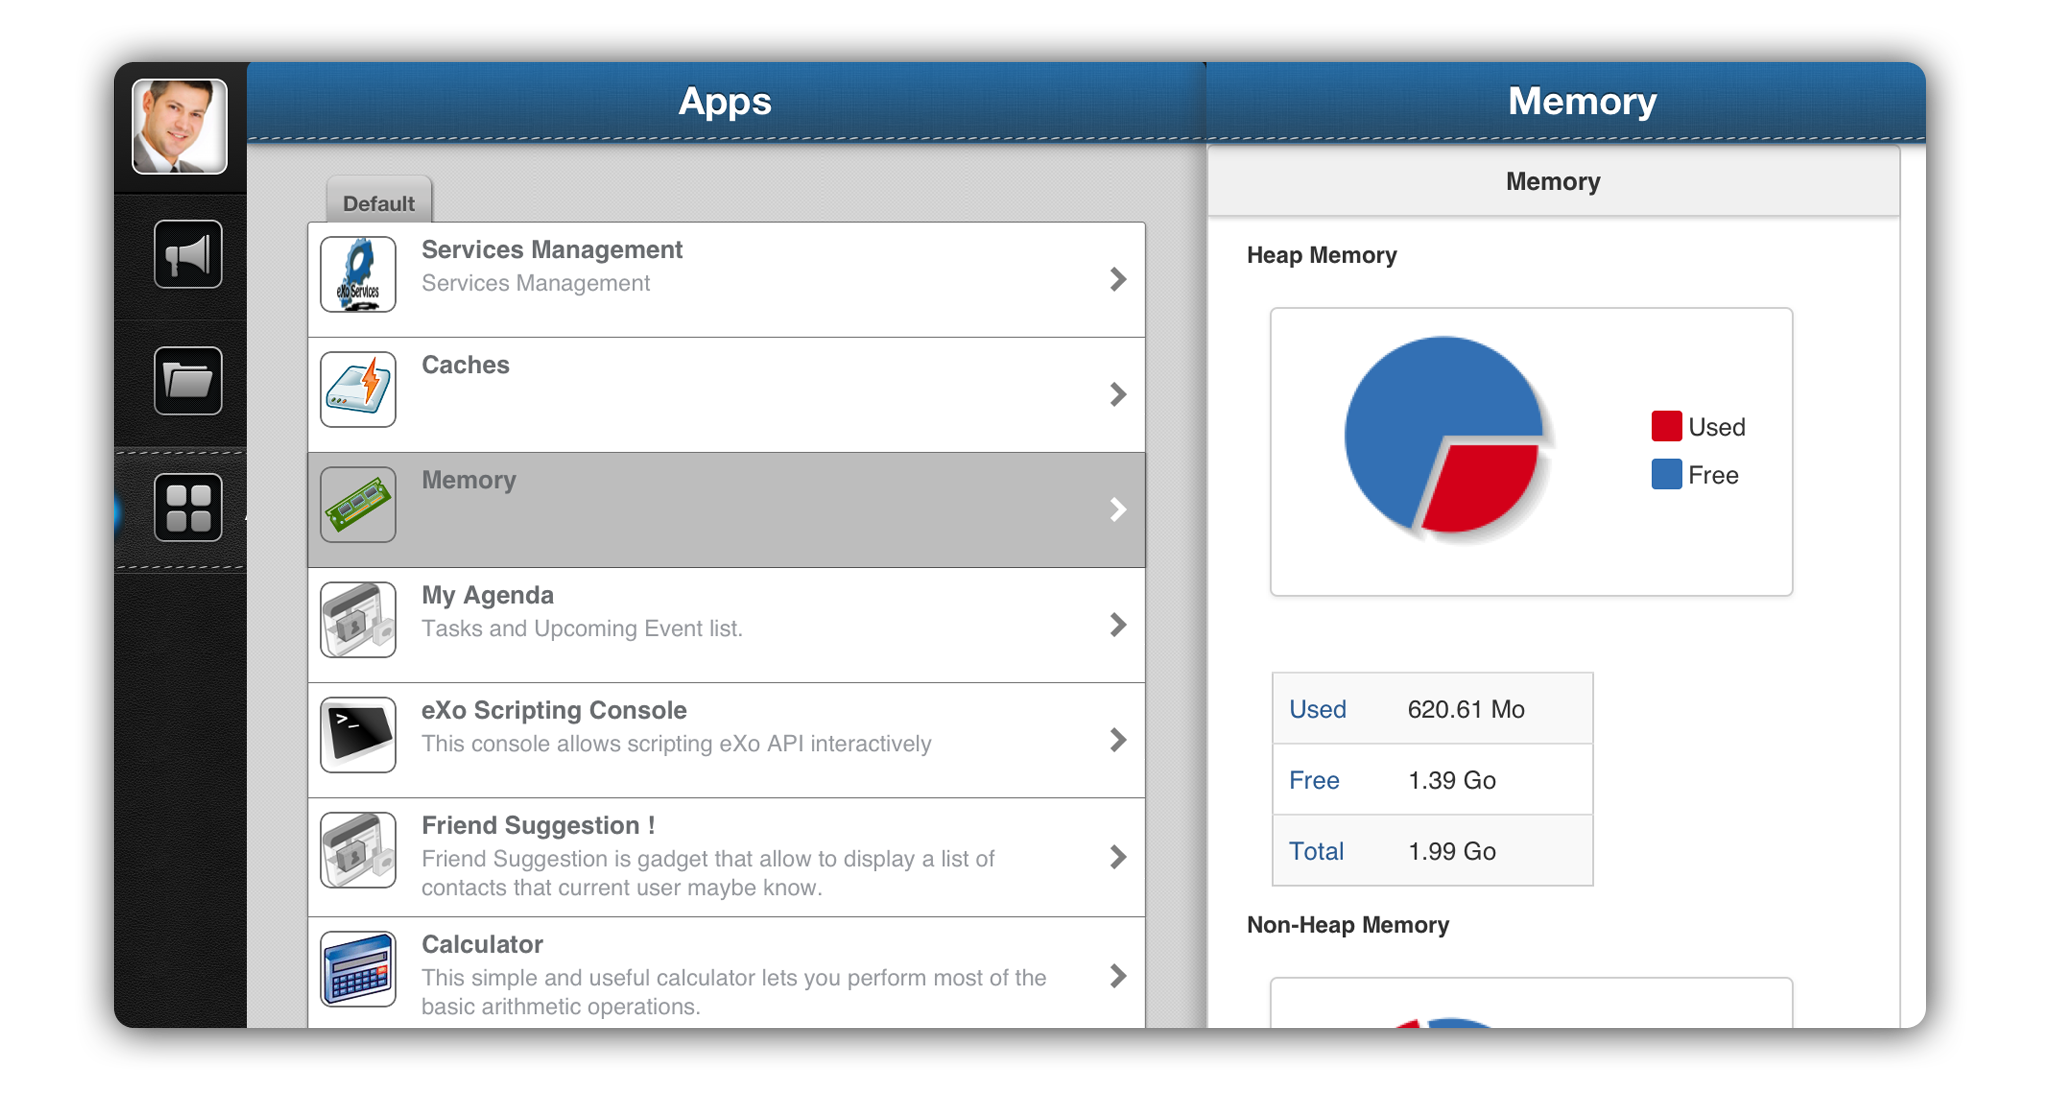 Apps
Default
eXo Services
Services Management
Services Management
Caches
Memory
My Agenda
Tasks and Upcoming Event list.
>_
eXo Scripting Console
This console allows scripting eXo API interactively
Friend Suggestion !
Friend Suggestion is gadget that allow to display a list of
contacts that current user maybe know.
Calculator
This simple and useful calculator lets you perform most of the
basic arithmetic operations.
Memory
Memory
Heap Memory
Used
Free
Used 620.61 Mo
Free 1.39 Go
Total 1.99 Go
Non-Heap Memory